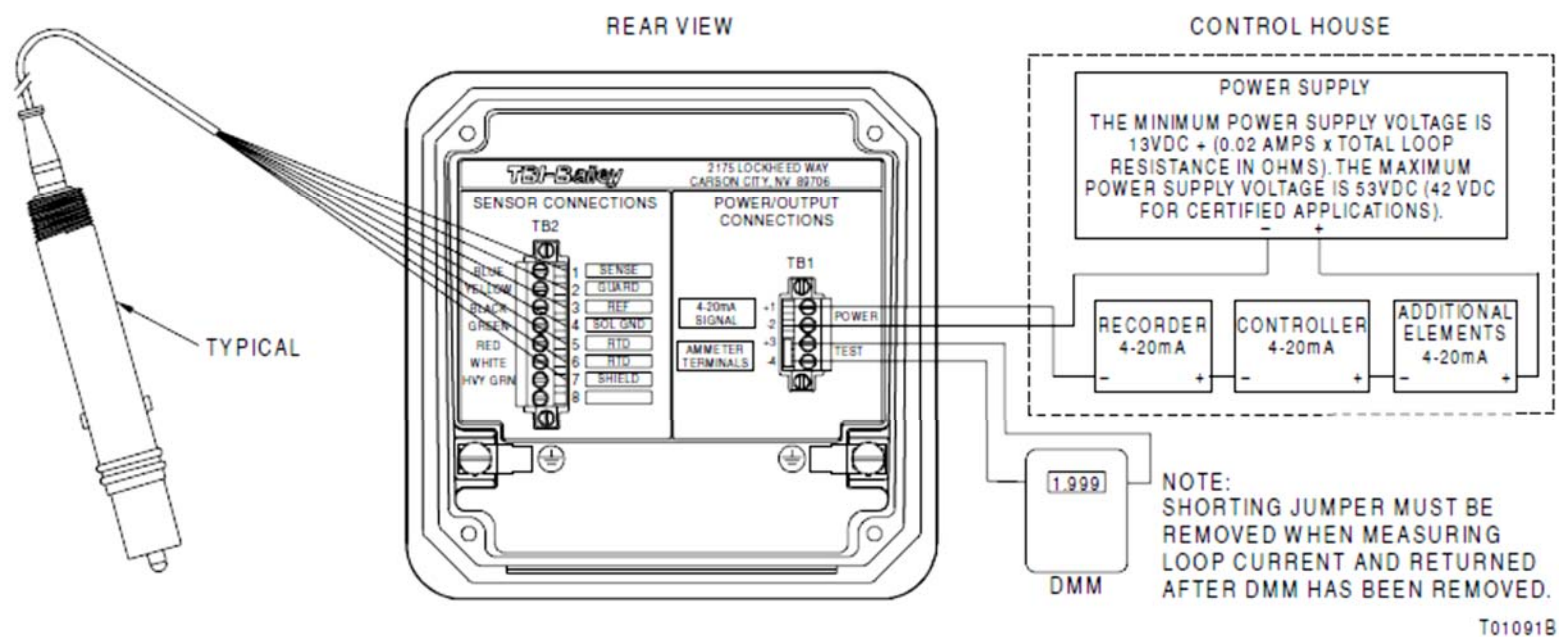 REAR VIEW
CONTROL HOUSE
POWER SUPPLY
THE MINIMUM POWER SUPPLY VOLTAGE IS
13VDC + (0.02 AMPS x TOTAL LOOP
RESISTANCE IN OHMS). THE MAXIMUM
POWER SUPPLY VOLTAGE IS 53VDC (42 VDC
FOR CERTIFIED APPLICATIONS).
- +
TBI-Bailey
2175 LOCKHEED WAY
CARSON CITY, NV 89706
SENSOR CONNECTIONS
TB2
BLUE 1 SENSE
YELLOW 2 GUARD
BLACK 3 REF
GREEN 4 SOL GND
RED 5 RTD
WHITE 6 RTD
HVY GRN 7 SHIELD
8
POWER/OUTPUT
CONNECTIONS
TB1
4-20mA
SIGNAL
+1
-2
POWER
AMMETER
TERMINALS
+3
-4
TEST
RECORDER
4-20mA
- +
CONTROLLER
4-20mA
- +
ADDITIONAL
ELEMENTS
4-20mA
- +
TYPICAL
1.999
DMM
NOTE:
SHORTING JUMPER MUST BE
REMOVED WHEN MEASURING
LOOP CURRENT AND RETURNED
AFTER DMM HAS BEEN REMOVED.
T01091B